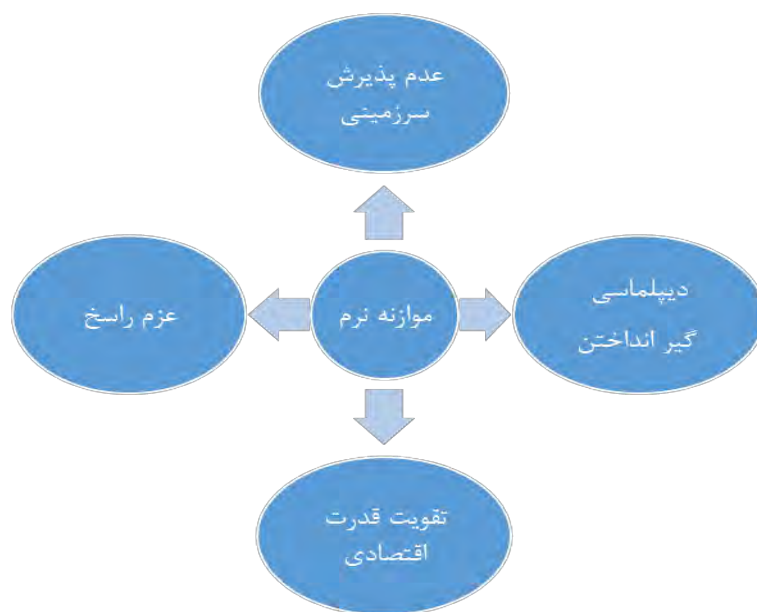 عدم پذیرش
سرزمینی
دیپلماسی
گیر انداختن
موازنه نرم
عزم راسخ
تقویت قدرت
اقتصادی